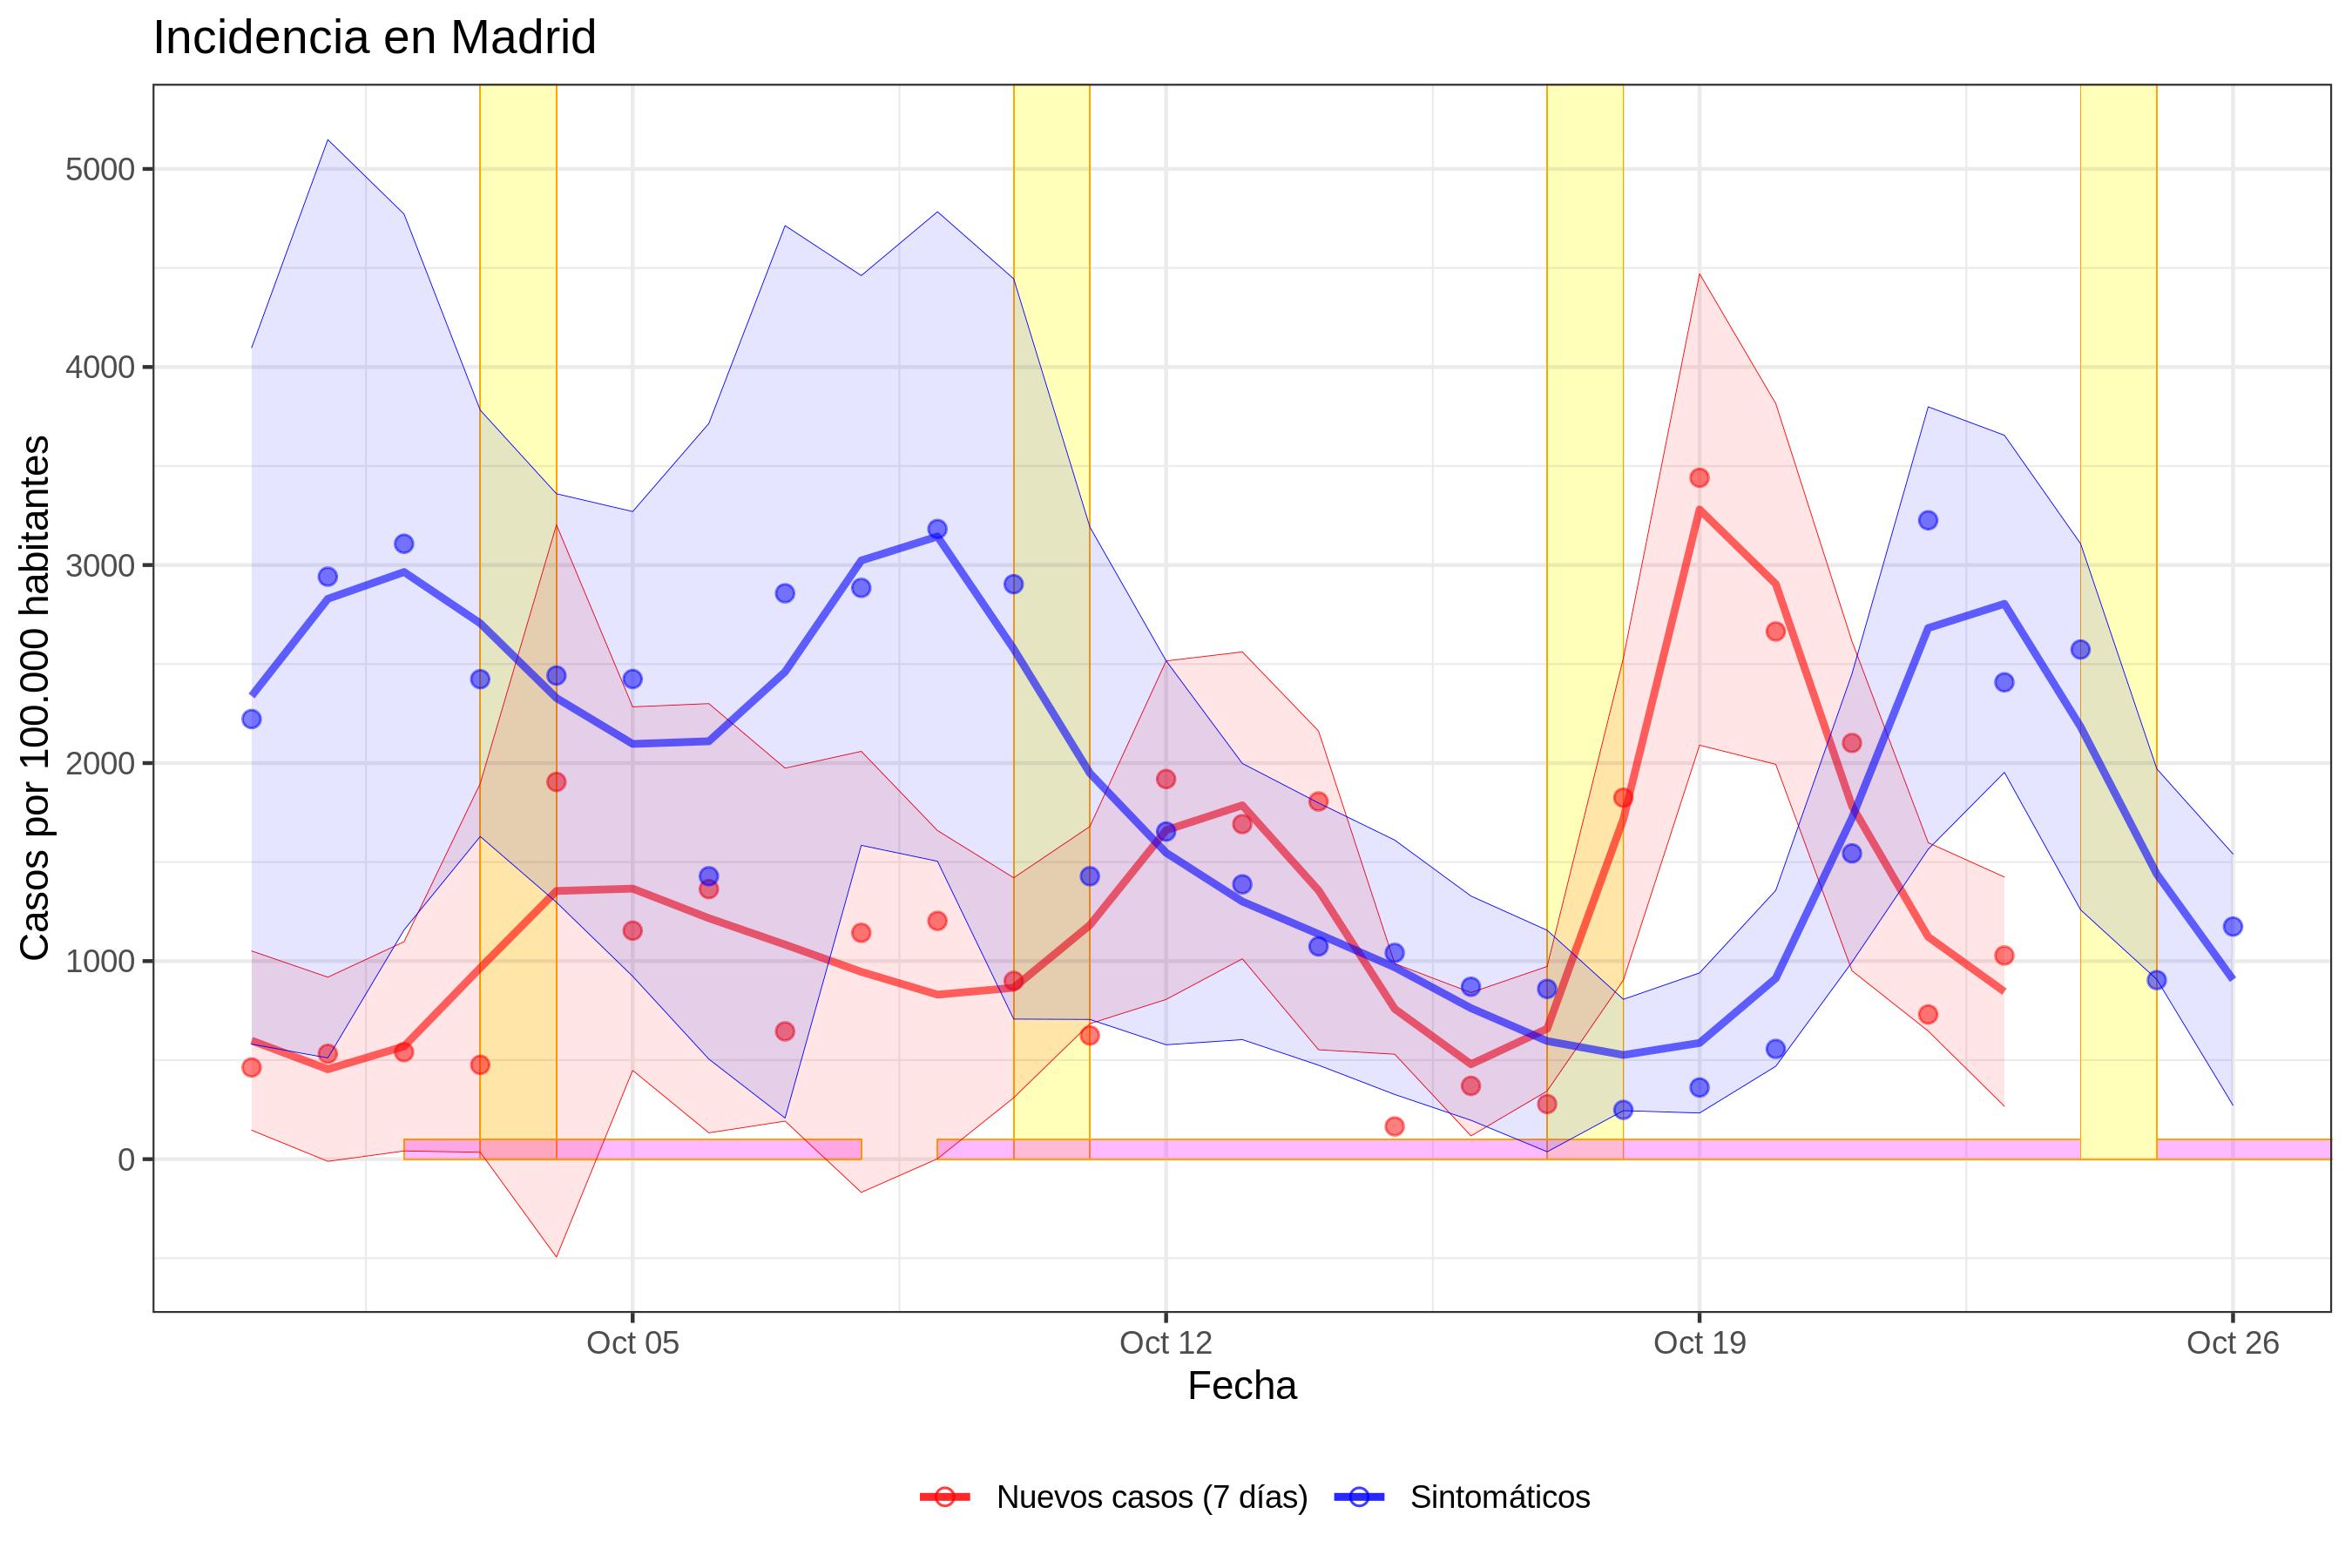 Incidencia en Madrid
Casos por 100.000 habitantes
5000
4000
3000
2000
1000
0
Oct 05 Oct 12 Oct 19 Oct 26
Fecha
Nuevos casos (7 días) Sintomáticos